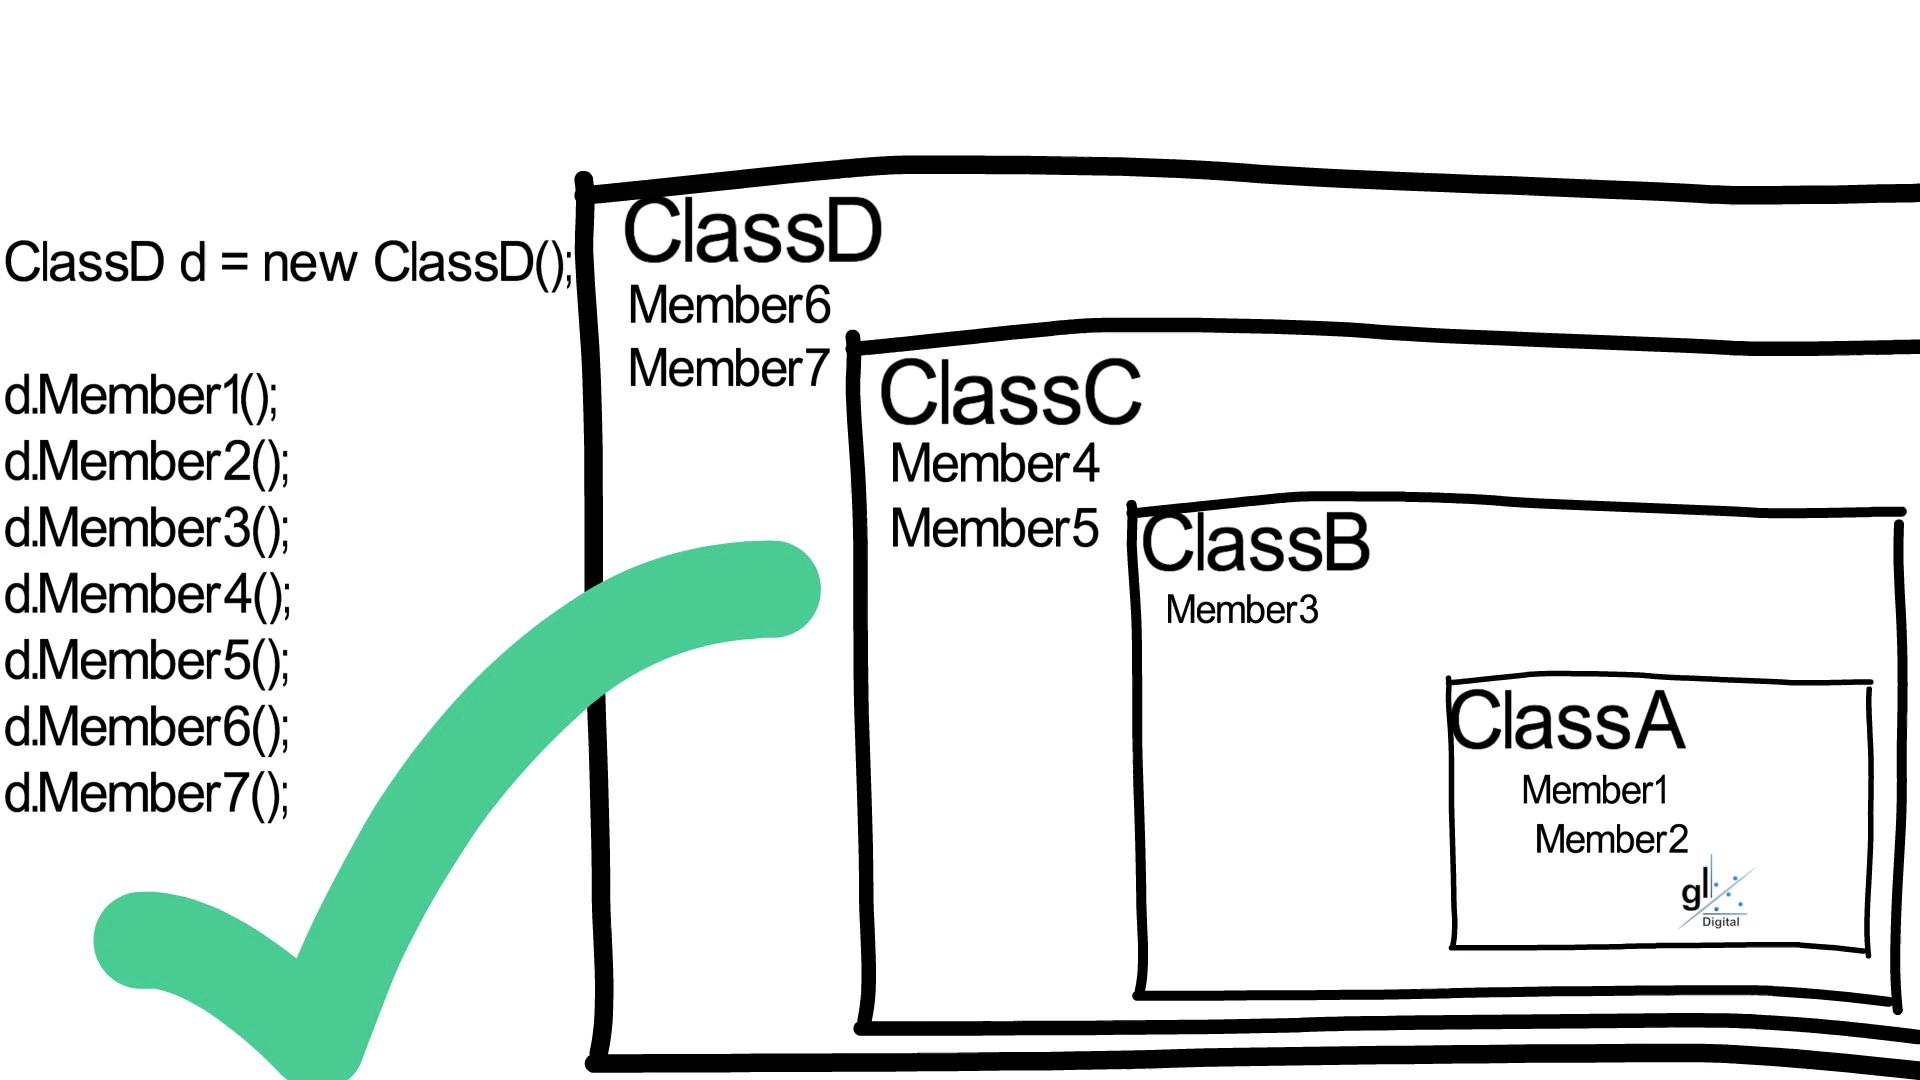 ClassD d = new ClassD();
d.Member1();
d.Member2();
d.Member3();
d.Member4();
d.Member5();
d.Member6();
d.Member7();
ClassD
Member6
Member7
ClassC
Member4
Member5
ClassB
Member3
ClassA
Member1
Member2
gl
Digital